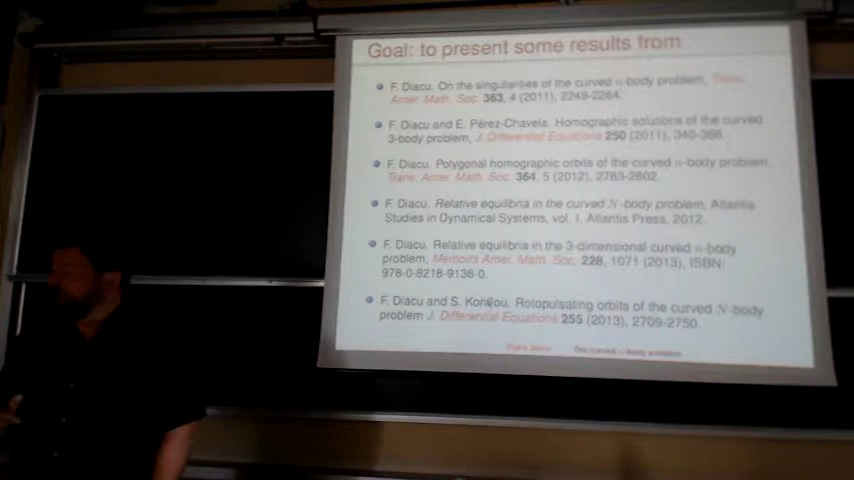 Goal: to present some results from
F. Diacu. On the singularities of the curved n-body problem, Trans.
Amer. Math. Soc. 363, 4 (2011), 2249-2264.
F. Diacu and E. Pérez-Chavela. Homographic solutions of the curved
3-body problem, J. Differential Equations 250 (2011), 340-366.
F. Diacu. Polygonal homographic orbits of the curved n-body problem,
Trans. Amer. Math. Soc. 364, 5 (2012), 2783-2802.
F. Diacu. Relative equilibria in the curved N-body problem, Atlantis
Studies in Dynamical Systems, vol. I, Atlantis Press, 2012.
F. Diacu. Relative equilibria in the 3-dimensional curved n-body
problem, Memoirs Amer. Math. Soc. 228, 1071 (2013), ISBN:
978-0-8218-9136-0.
F. Diacu and S. Kordlou. Rotopulsating orbits of the curved N-body
problem J. Differential Equations 255 (2013), 2709-2750.
Florin Diacu The curved n-body problem